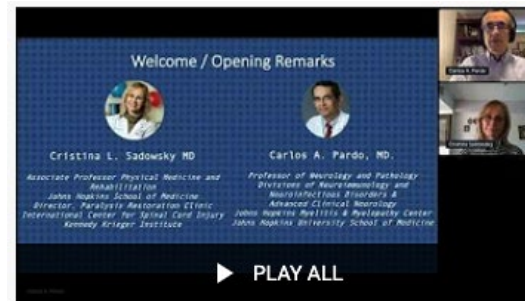 Welcome / Opening Remarks
Cristina L. Sadowsky MD
Associate Professor Physical Medicine and
Rehabilitation
Johns Hopkins School of Medicine
Director, Paralysis Restoration Clinic
International Center for Spinal Cord Injury
Kennedy Krieger Institute
Carlos A. Pardo, MD.
Professor of Neurology and Pathology
Divisions of Neuroimmunology and
Neuroinfectious Disorders &
Advanced Clinical Neurology
Johns Hopkins Myelitis & Myelopathy Center
Johns Hopkins University School of Medicine
Carlos A. Pardo
Cristina Sadowsky
PLAY ALL